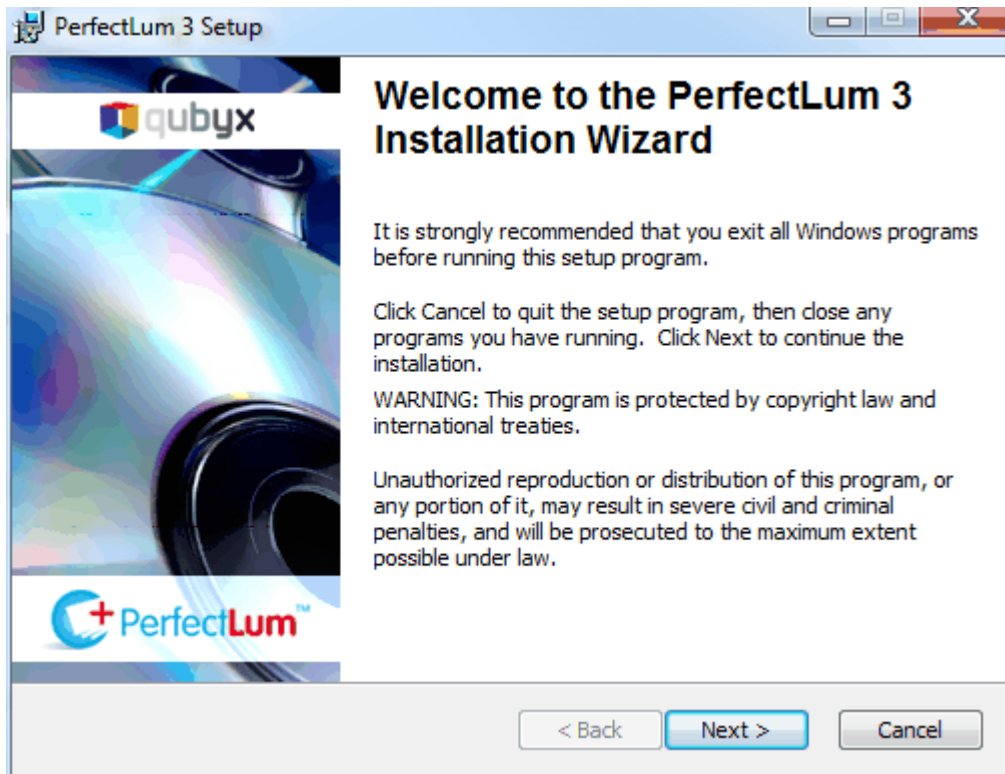 PerfectLum 3 Setup
qubyx
Welcome to the PerfectLum 3
Installation Wizard
It is strongly recommended that you exit all Windows programs
before running this setup program.
Click Cancel to quit the setup program, then close any
programs you have running.  Click Next to continue the
installation.
WARNING: This program is protected by copyright law and
international treaties.
Unauthorized reproduction or distribution of this program, or
any portion of it, may result in severe civil and criminal
penalties, and will be prosecuted to the maximum extent
possible under law.
PerfectLum™
< Back
Next >
Cancel